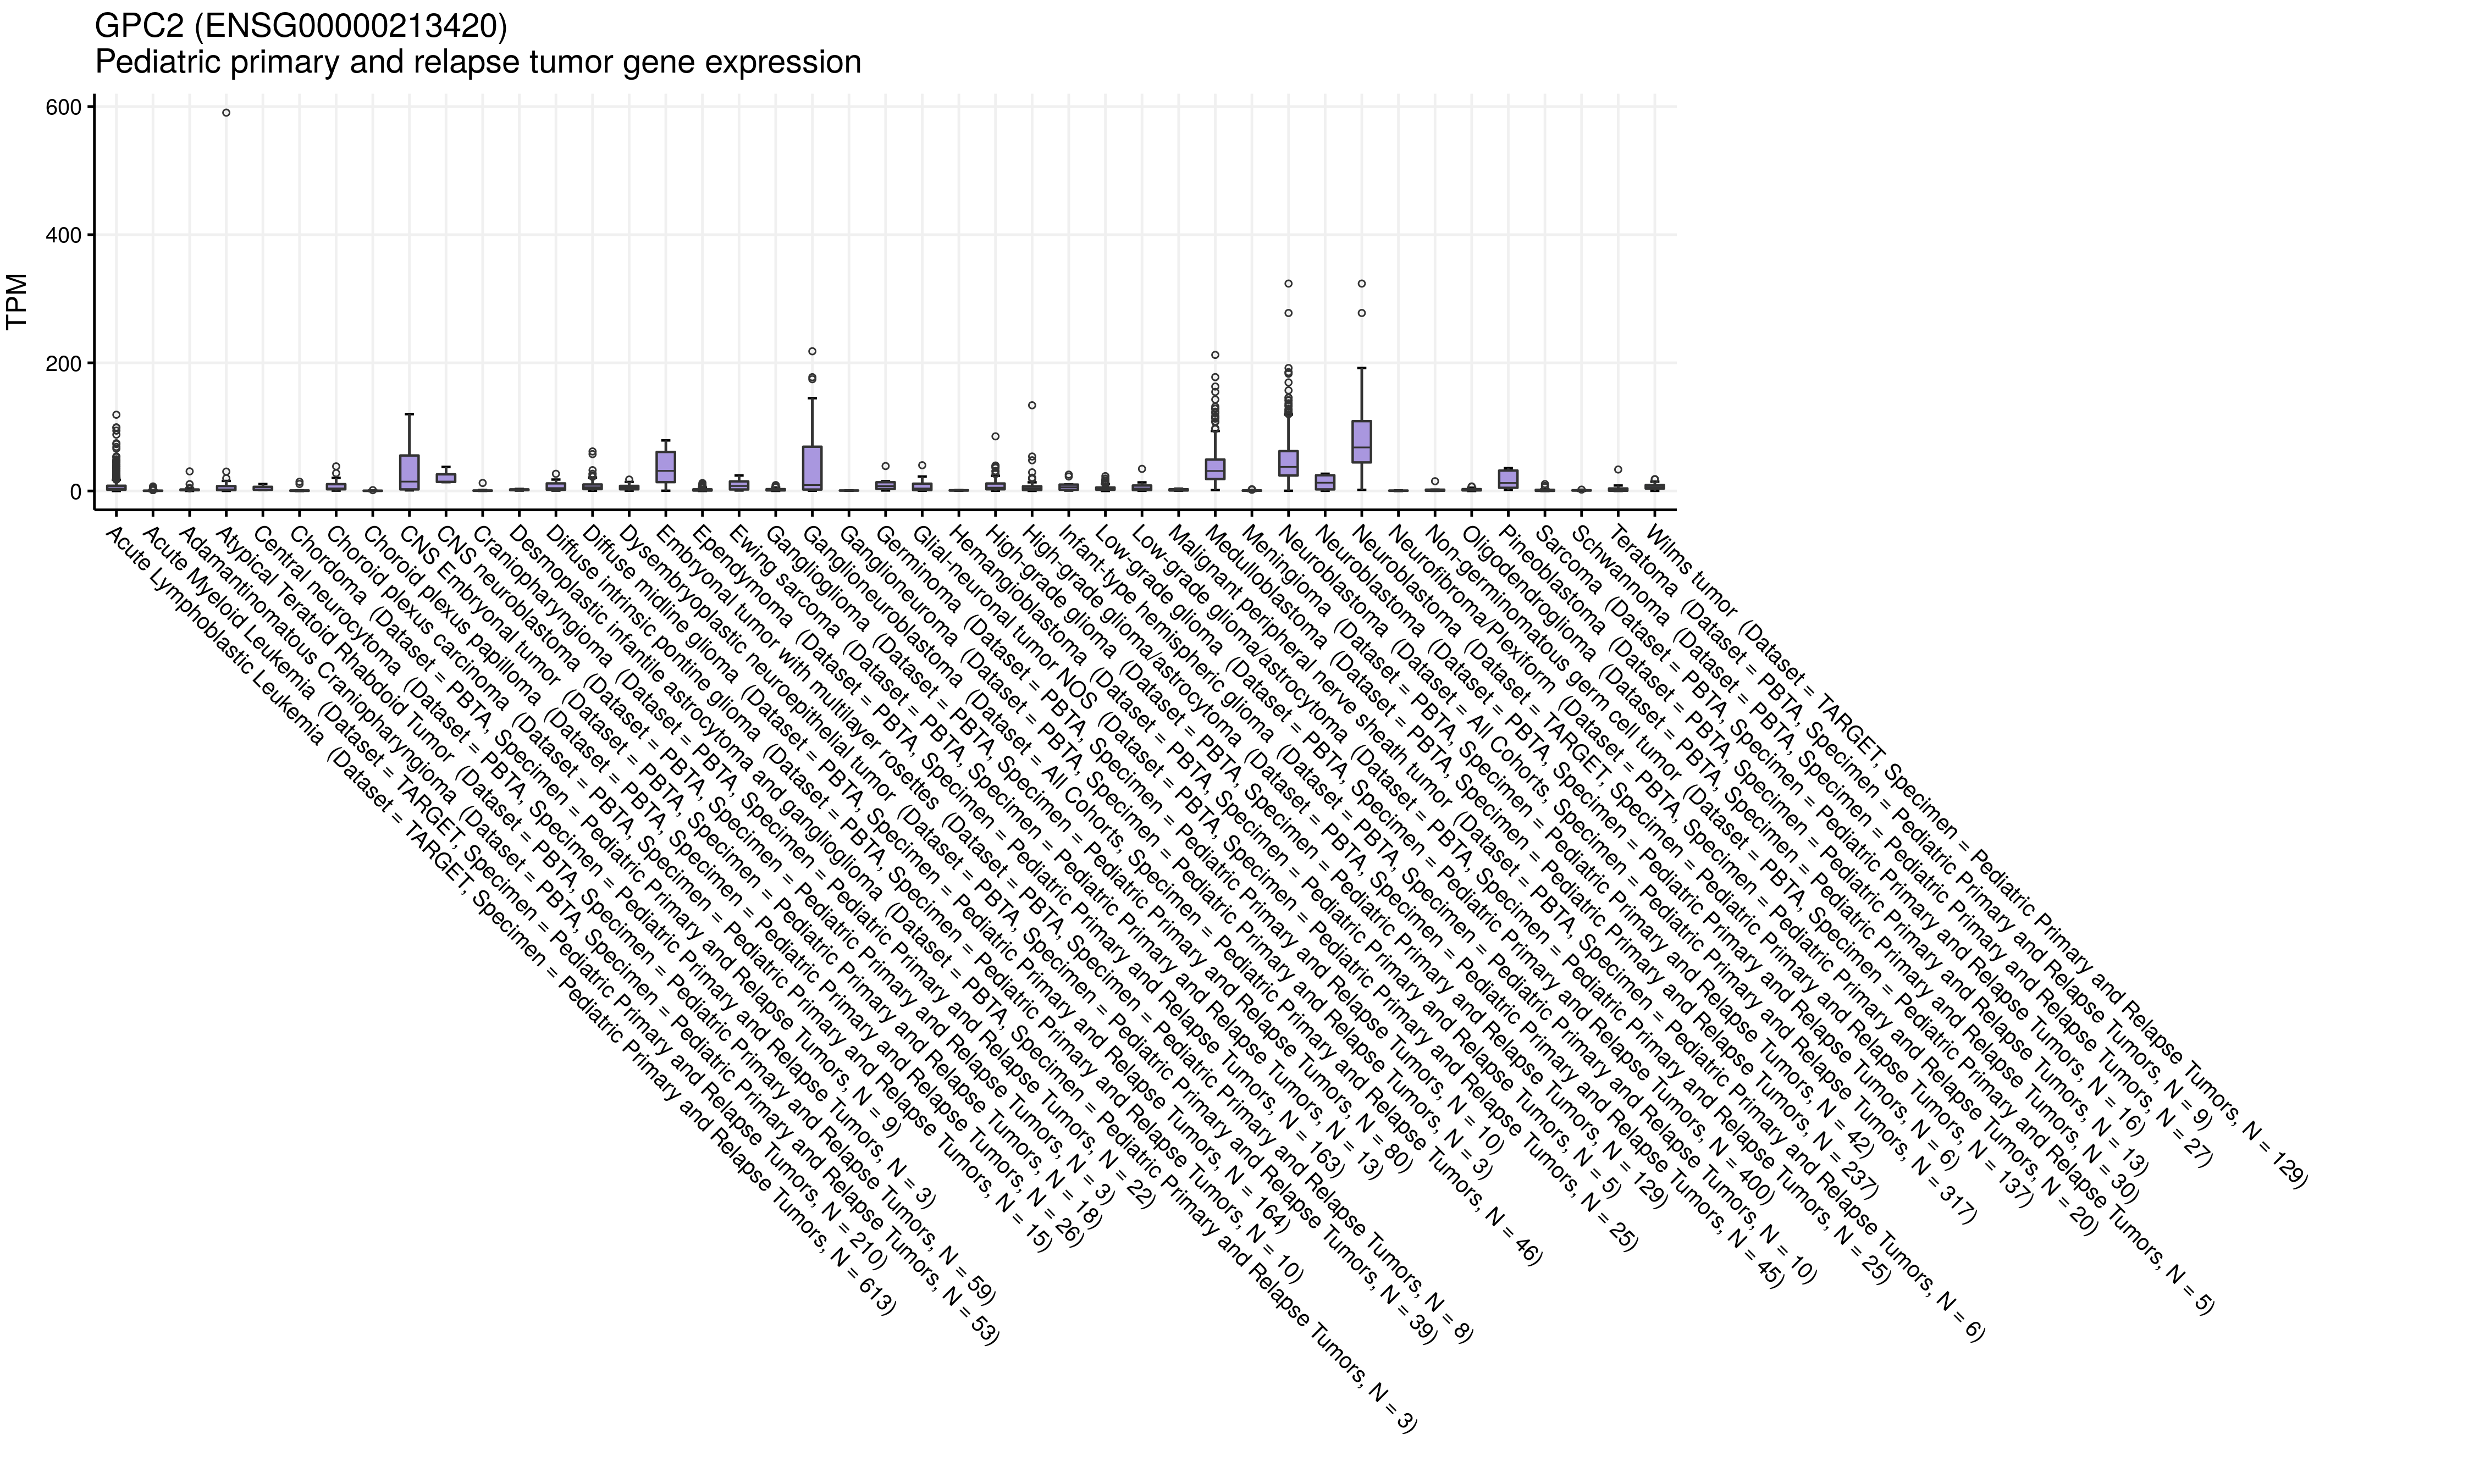 GPC2 (ENSG00000213420)
Pediatric primary and relapse tumor gene expression
TPM
600
400
200
0
Acute Lymphoblastic Leukemia (Dataset = TARGET, Specimen = Pediatric Primary and Relapse Tumors, N = 613)
Acute Myeloid Leukemia (Dataset = TARGET, Specimen = Pediatric Primary and Relapse Tumors, N = 210)
Adamantinomatous Craniopharyngioma (Dataset = PBTA, Specimen = Pediatric Primary and Relapse Tumors, N = 53)
Atypical Teratoid Rhabdoid Tumor (Dataset = PBTA, Specimen = Pediatric Primary and Relapse Tumors, N = 59)
Central neurocytoma (Dataset = PBTA, Specimen = Pediatric Primary and Relapse Tumors, N = 3)
Chordoma (Dataset = PBTA, Specimen = Pediatric Primary and Relapse Tumors, N = 9)
Choroid plexus carcinoma (Dataset = PBTA, Specimen = Pediatric Primary and Relapse Tumors, N = 15)
Choroid plexus papilloma (Dataset = PBTA, Specimen = Pediatric Primary and Relapse Tumors, N = 26)
CNS Embryonal tumor (Dataset = PBTA, Specimen = Pediatric Primary and Relapse Tumors, N = 18)
CNS neuroblastoma (Dataset = PBTA, Specimen = Pediatric Primary and Relapse Tumors, N = 3)
Craniopharyngioma (Dataset = PBTA, Specimen = Pediatric Primary and Relapse Tumors, N = 22)
Desmoplastic infantile astrocytoma and ganglioglioma (Dataset = PBTA, Specimen = Pediatric Primary and Relapse Tumors, N = 3)
Diffuse intrinsic pontine glioma (Dataset = PBTA, Specimen = Pediatric Primary and Relapse Tumors, N = 10)
Diffuse midline glioma (Dataset = PBTA, Specimen = Pediatric Primary and Relapse Tumors, N = 164)
Dysembryoplastic neuroepithelial tumor (Dataset = PBTA, Specimen = Pediatric Primary and Relapse Tumors, N = 39)
Embryonal tumor with multilayer rosettes (Dataset = PBTA, Specimen = Pediatric Primary and Relapse Tumors, N = 8)
Ependymoma (Dataset = PBTA, Specimen = Pediatric Primary and Relapse Tumors, N = 163)
Ewing sarcoma (Dataset = PBTA, Specimen = Pediatric Primary and Relapse Tumors, N = 13)
Ganglioglioma (Dataset = PBTA, Specimen = Pediatric Primary and Relapse Tumors, N = 80)
Ganglioneuroblastoma (Dataset = All Cohorts, Specimen = Pediatric Primary and Relapse Tumors, N = 46)
Ganglioneuroma (Dataset = PBTA, Specimen = Pediatric Primary and Relapse Tumors, N = 3)
Germinoma (Dataset = PBTA, Specimen = Pediatric Primary and Relapse Tumors, N = 10)
Glial-neuronal tumor NOS (Dataset = PBTA, Specimen = Pediatric Primary and Relapse Tumors, N = 25)
Hemangioblastoma (Dataset = PBTA, Specimen = Pediatric Primary and Relapse Tumors, N = 5)
High-grade glioma (Dataset = PBTA, Specimen = Pediatric Primary and Relapse Tumors, N = 129)
High-grade glioma/astrocytoma (Dataset = PBTA, Specimen = Pediatric Primary and Relapse Tumors, N = 45)
Infant-type hemispheric glioma (Dataset = PBTA, Specimen = Pediatric Primary and Relapse Tumors, N = 10)
Low-grade glioma (Dataset = PBTA, Specimen = Pediatric Primary and Relapse Tumors, N = 400)
Low-grade glioma/astrocytoma (Dataset = PBTA, Specimen = Pediatric Primary and Relapse Tumors, N = 25)
Malignant peripheral nerve sheath tumor (Dataset = PBTA, Specimen = Pediatric Primary and Relapse Tumors, N = 6)
Medulloblastoma (Dataset = PBTA, Specimen = Pediatric Primary and Relapse Tumors, N = 237)
Meningioma (Dataset = PBTA, Specimen = Pediatric Primary and Relapse Tumors, N = 42)
Neuroblastoma (Dataset = All Cohorts, Specimen = Pediatric Primary and Relapse Tumors, N = 317)
Neuroblastoma (Dataset = PBTA, Specimen = Pediatric Primary and Relapse Tumors, N = 6)
Neuroblastoma (Dataset = TARGET, Specimen = Pediatric Primary and Relapse Tumors, N = 137)
Neurofibroma/Plexiform (Dataset = PBTA, Specimen = Pediatric Primary and Relapse Tumors, N = 20)
Non-germinomatous germ cell tumor (Dataset = PBTA, Specimen = Pediatric Primary and Relapse Tumors, N = 5)
Oligodendroglioma (Dataset = PBTA, Specimen = Pediatric Primary and Relapse Tumors, N = 30)
Pineoblastoma (Dataset = PBTA, Specimen = Pediatric Primary and Relapse Tumors, N = 13)
Sarcoma (Dataset = PBTA, Specimen = Pediatric Primary and Relapse Tumors, N = 16)
Schwannoma (Dataset = PBTA, Specimen = Pediatric Primary and Relapse Tumors, N = 27)
Teratoma (Dataset = PBTA, Specimen = Pediatric Primary and Relapse Tumors, N = 9)
Wilms tumor (Dataset = TARGET, Specimen = Pediatric Primary and Relapse Tumors, N = 129)